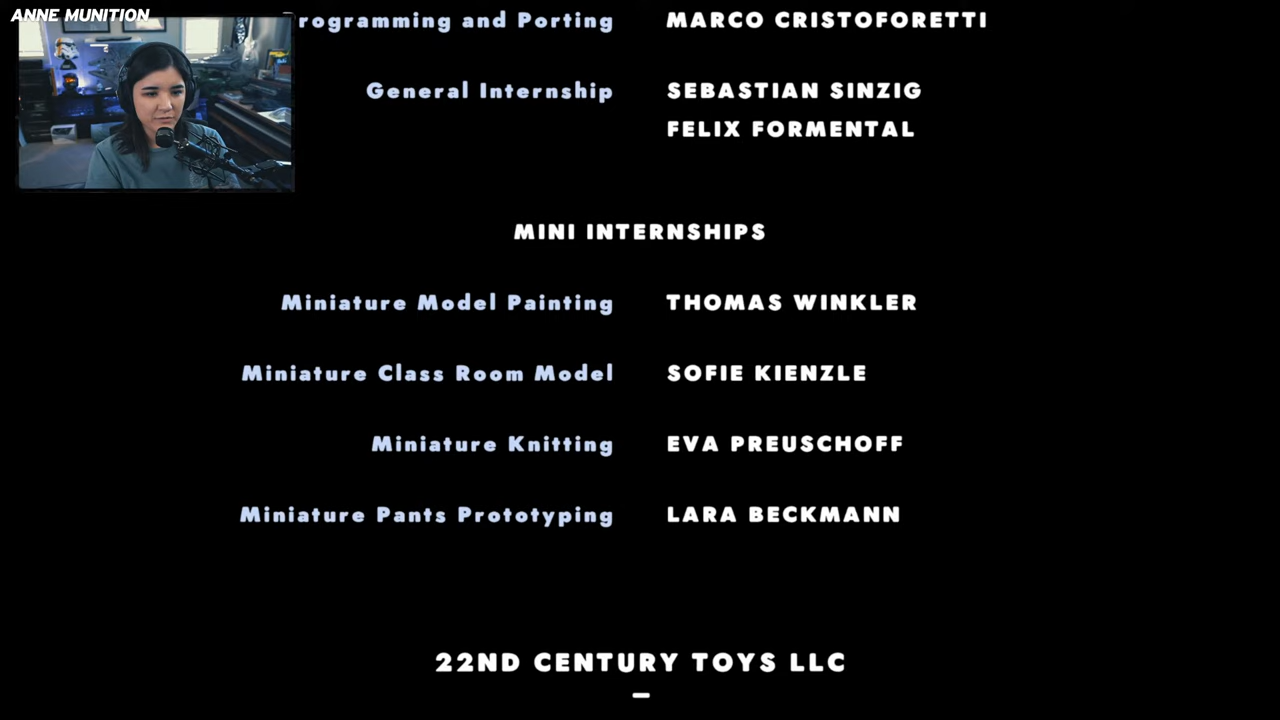 ANNE MUNITION
Programming and Porting MARCO CRISTOFORETTI
General Internship SEBASTIAN SINZIG
FELIX FORMENTAL
MINI INTERNSHIPS
Miniature Model Painting THOMAS WINKLER
Miniature Class Room Model SOFIE KIENZLE
Miniature Knitting EVA PREUSCHOFF
Miniature Pants Prototyping LARA BECKMANN
22ND CENTURY TOYS LLC